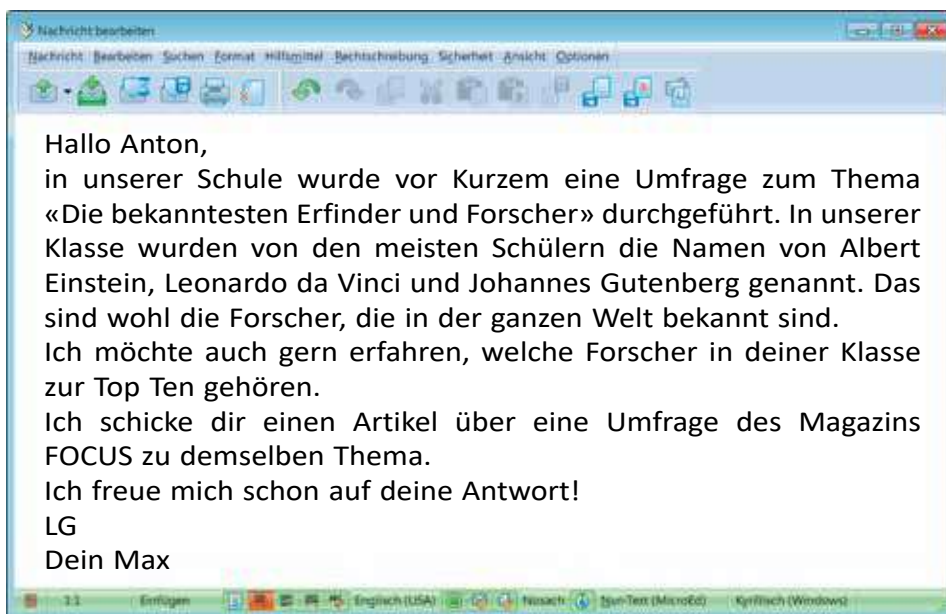 Nachricht bearbeiten
Nachricht Bearbeiten Suchen Format Hilfsmittel Rechtschreibung Sicherheit Ansicht Optionen
Hallo Anton,
in unserer Schule wurde vor Kurzem eine Umfrage zum Thema
«Die bekanntesten Erfinder und Forscher» durchgeführt. In unserer
Klasse wurden von den meisten Schülern die Namen von Albert
Einstein, Leonardo da Vinci und Johannes Gutenberg genannt. Das
sind wohl die Forscher, die in der ganzen Welt bekannt sind.
Ich möchte auch gern erfahren, welche Forscher in deiner Klasse
zur Top Ten gehören.
Ich schicke dir einen Artikel über eine Umfrage des Magazins
FOCUS zu demselben Thema.
Ich freue mich schon auf deine Antwort!
LG
Dein Max
1:1 Einfügen Englisch (USA) Nur-Text (MicroEd) Kyrillisch (Windows)